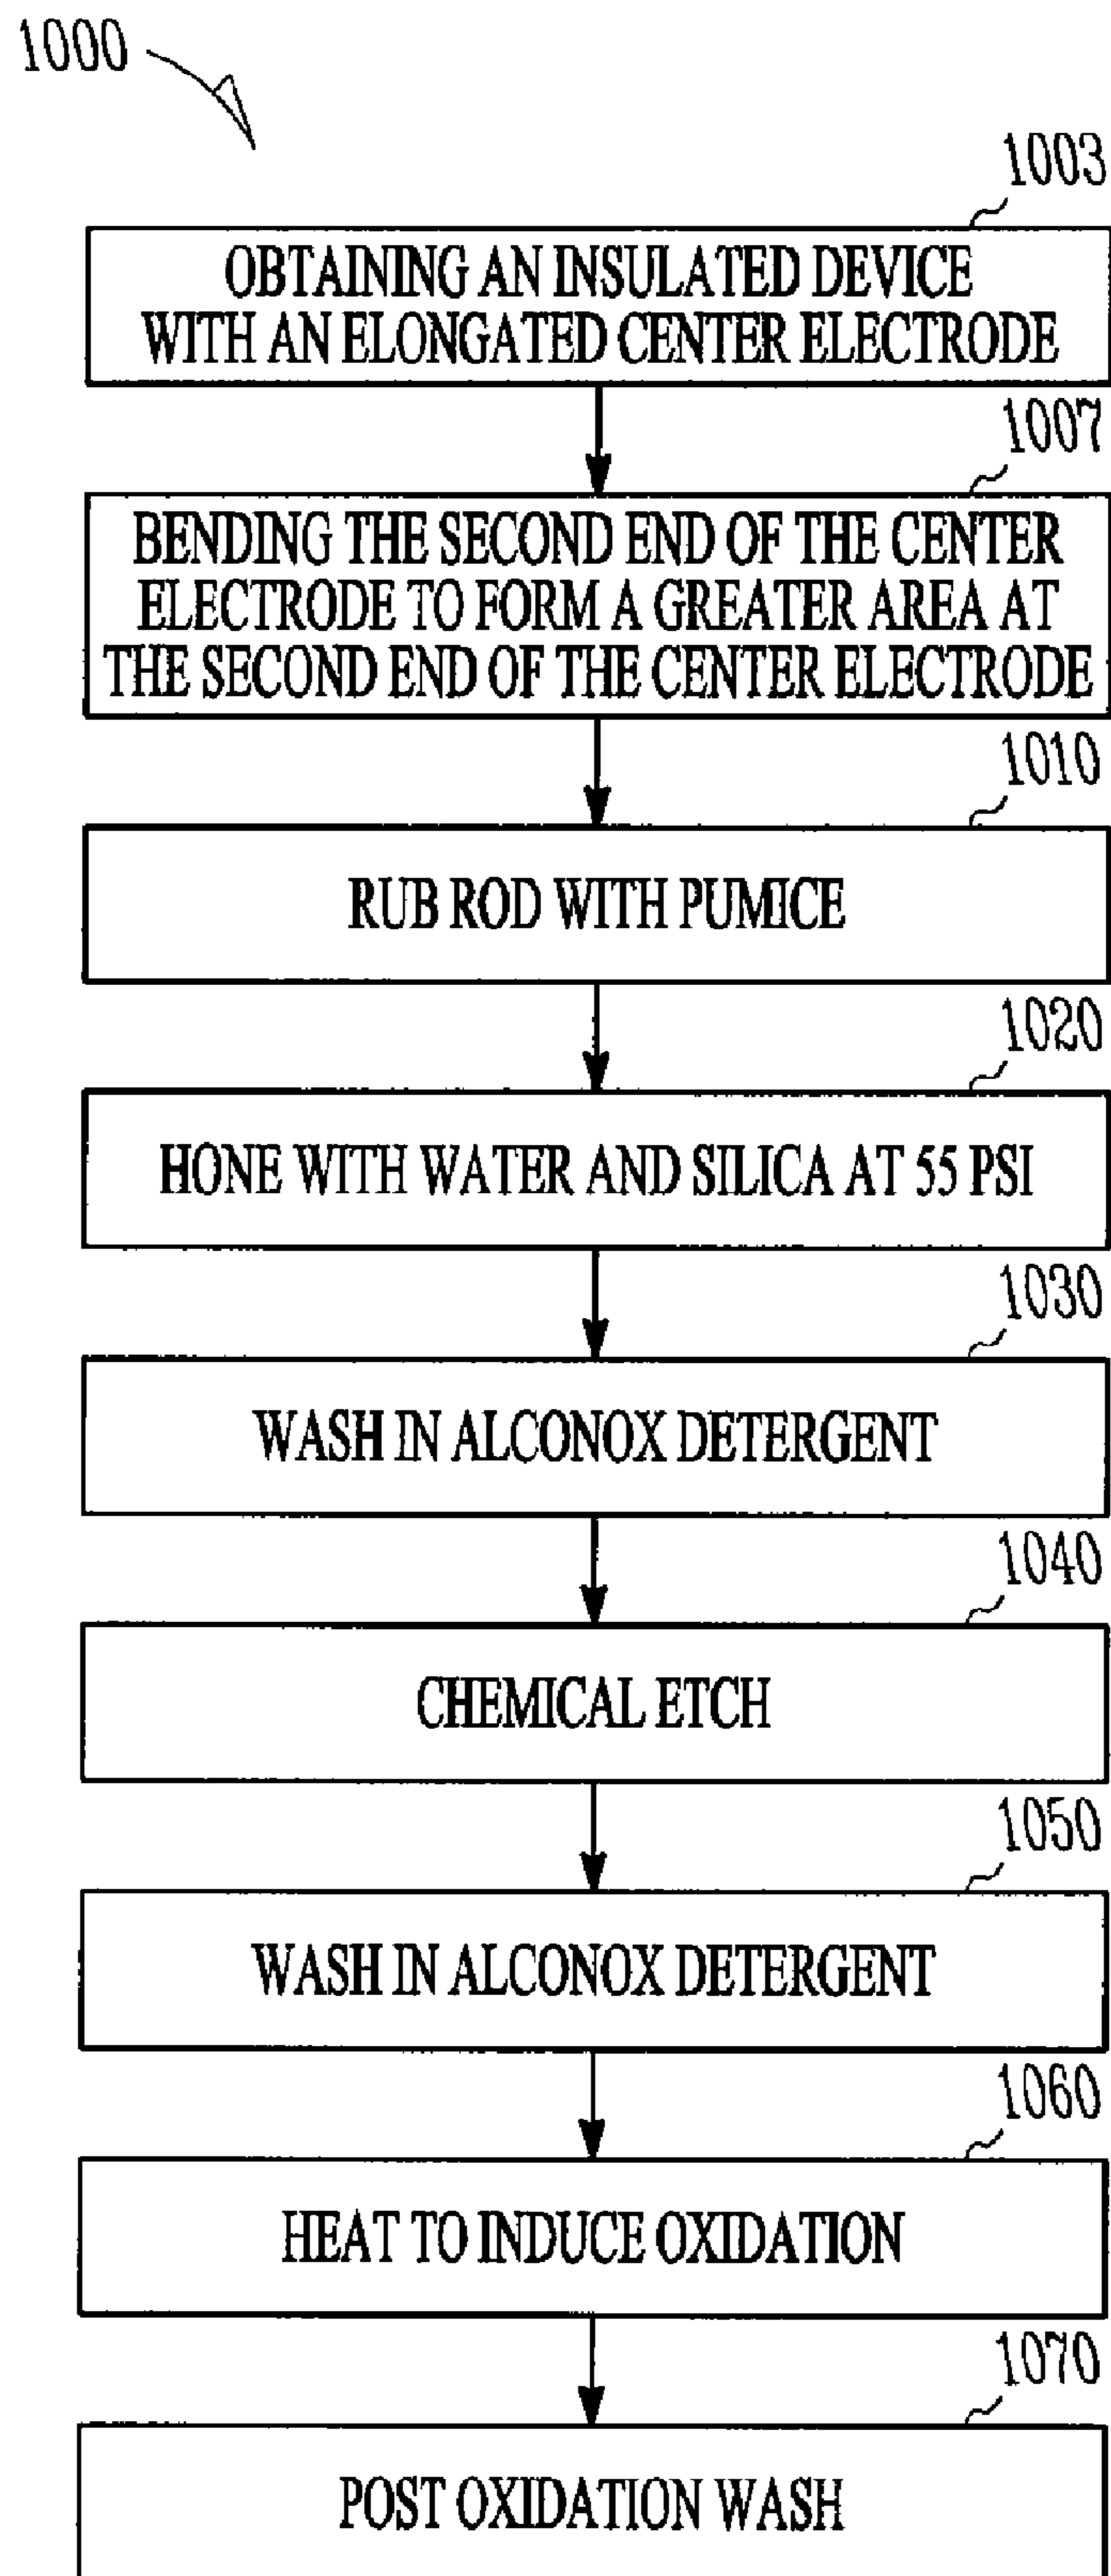 1000
1003
OBTAINING AN INSULATED DEVICE
WITH AN ELONGATED CENTER ELECTRODE
1007
BENDING THE SECOND END OF THE CENTER
ELECTRODE TO FORM A GREATER AREA AT
THE SECOND END OF THE CENTER ELECTRODE
1010
RUB ROD WITH PUMICE
1020
HONE WITH WATER AND SILICA AT 55 PSI
1030
WASH IN ALCONOX DETERGENT
1040
CHEMICAL ETCH
1050
WASH IN ALCONOX DETERGENT
1060
HEAT TO INDUCE OXIDATION
1070
POST OXIDATION WASH